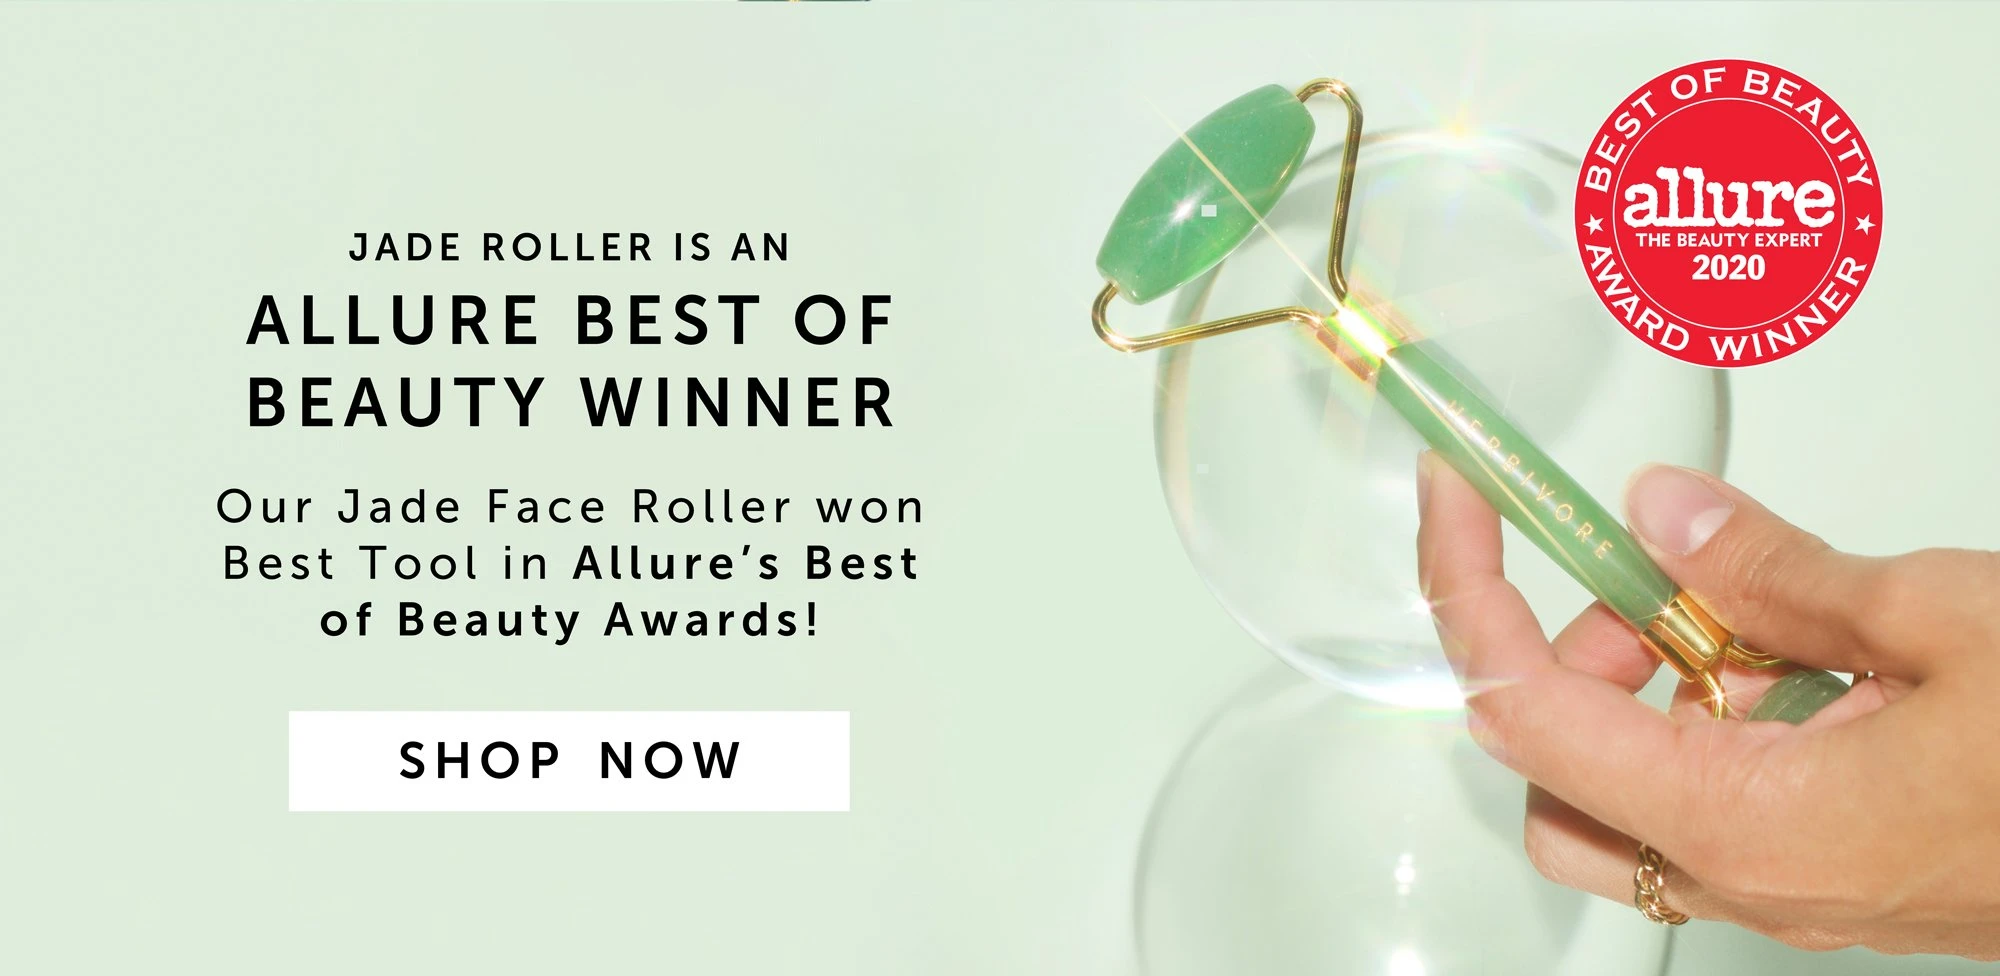 JADE ROLLER IS AN
ALLURE BEST OF
BEAUTY WINNER
Our Jade Face Roller won
Best Tool in Allure’s Best
of Beauty Awards!
SHOP NOW
HERBIVORE
BEST OF BEAUTY
allure
THE BEAUTY EXPERT
2020
AWARD WINNER